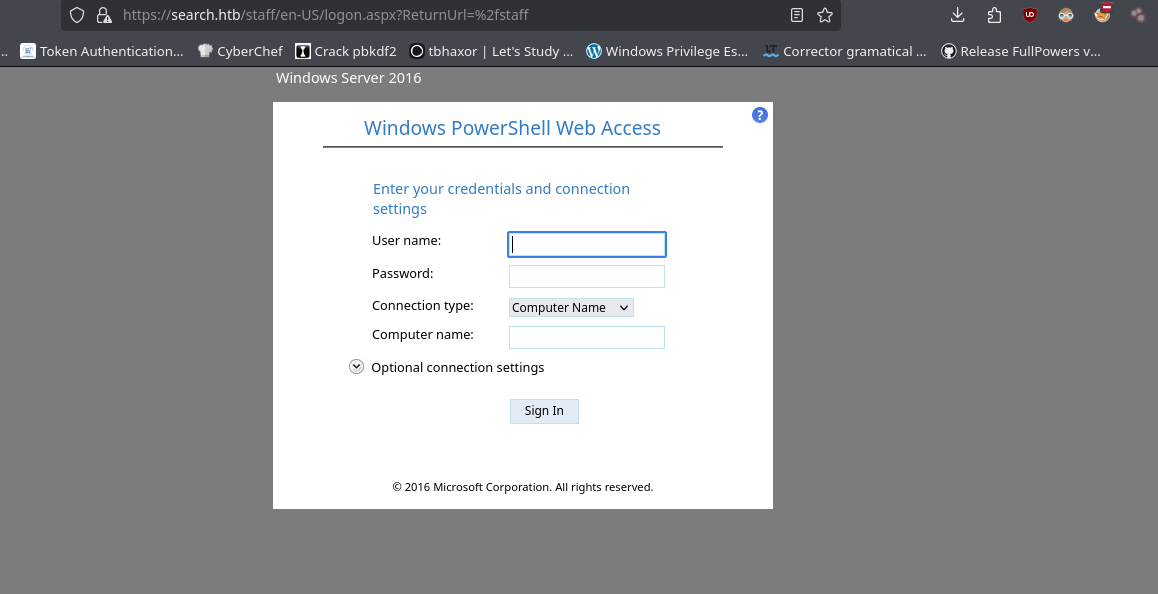 https://search.htb/staff/en-US/logon.aspx?ReturnUrl=%2fstaff
... Token Authentication... CyberChef Crack pbkdf2 tbhaxor | Let's Study ... Windows Privilege Es... Corrector gramatical ... Release FullPowers v...
Windows Server 2016
?
Windows PowerShell Web Access
Enter your credentials and connection
settings
User name:
Password:
Connection type: Computer Name
Computer name:
Optional connection settings
Sign In
© 2016 Microsoft Corporation. All rights reserved.